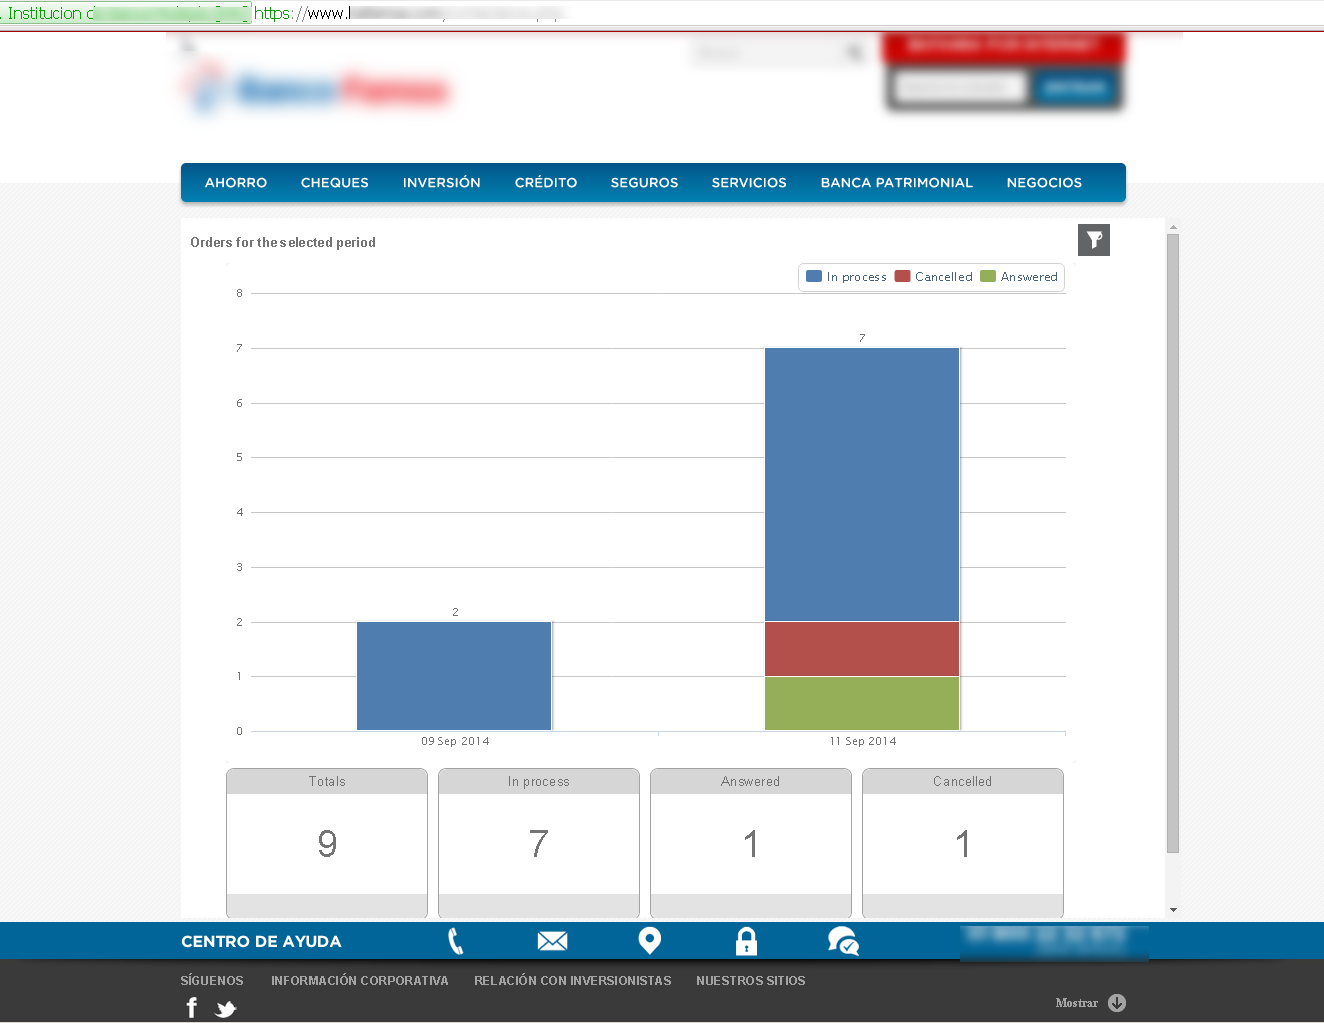 Institucion d
https://www.
AHORRO CHEQUES INVERSIÓN CRÉDITO SEGUROS SERVICIOS BANCA PATRIMONIAL NEGOCIOS
Orders for the selected period
In process Cancelled Answered
8
7
7
6
5
4
3
2
2
1
0
09 Sep 2014 11 Sep 2014
Totals In process Answered Cancelled
9 7 1 1
CENTRO DE AYUDA
SÍGUENOS INFORMACIÓN CORPORATIVA RELACIÓN CON INVERSIONISTAS NUESTROS SITIOS
Mostrar